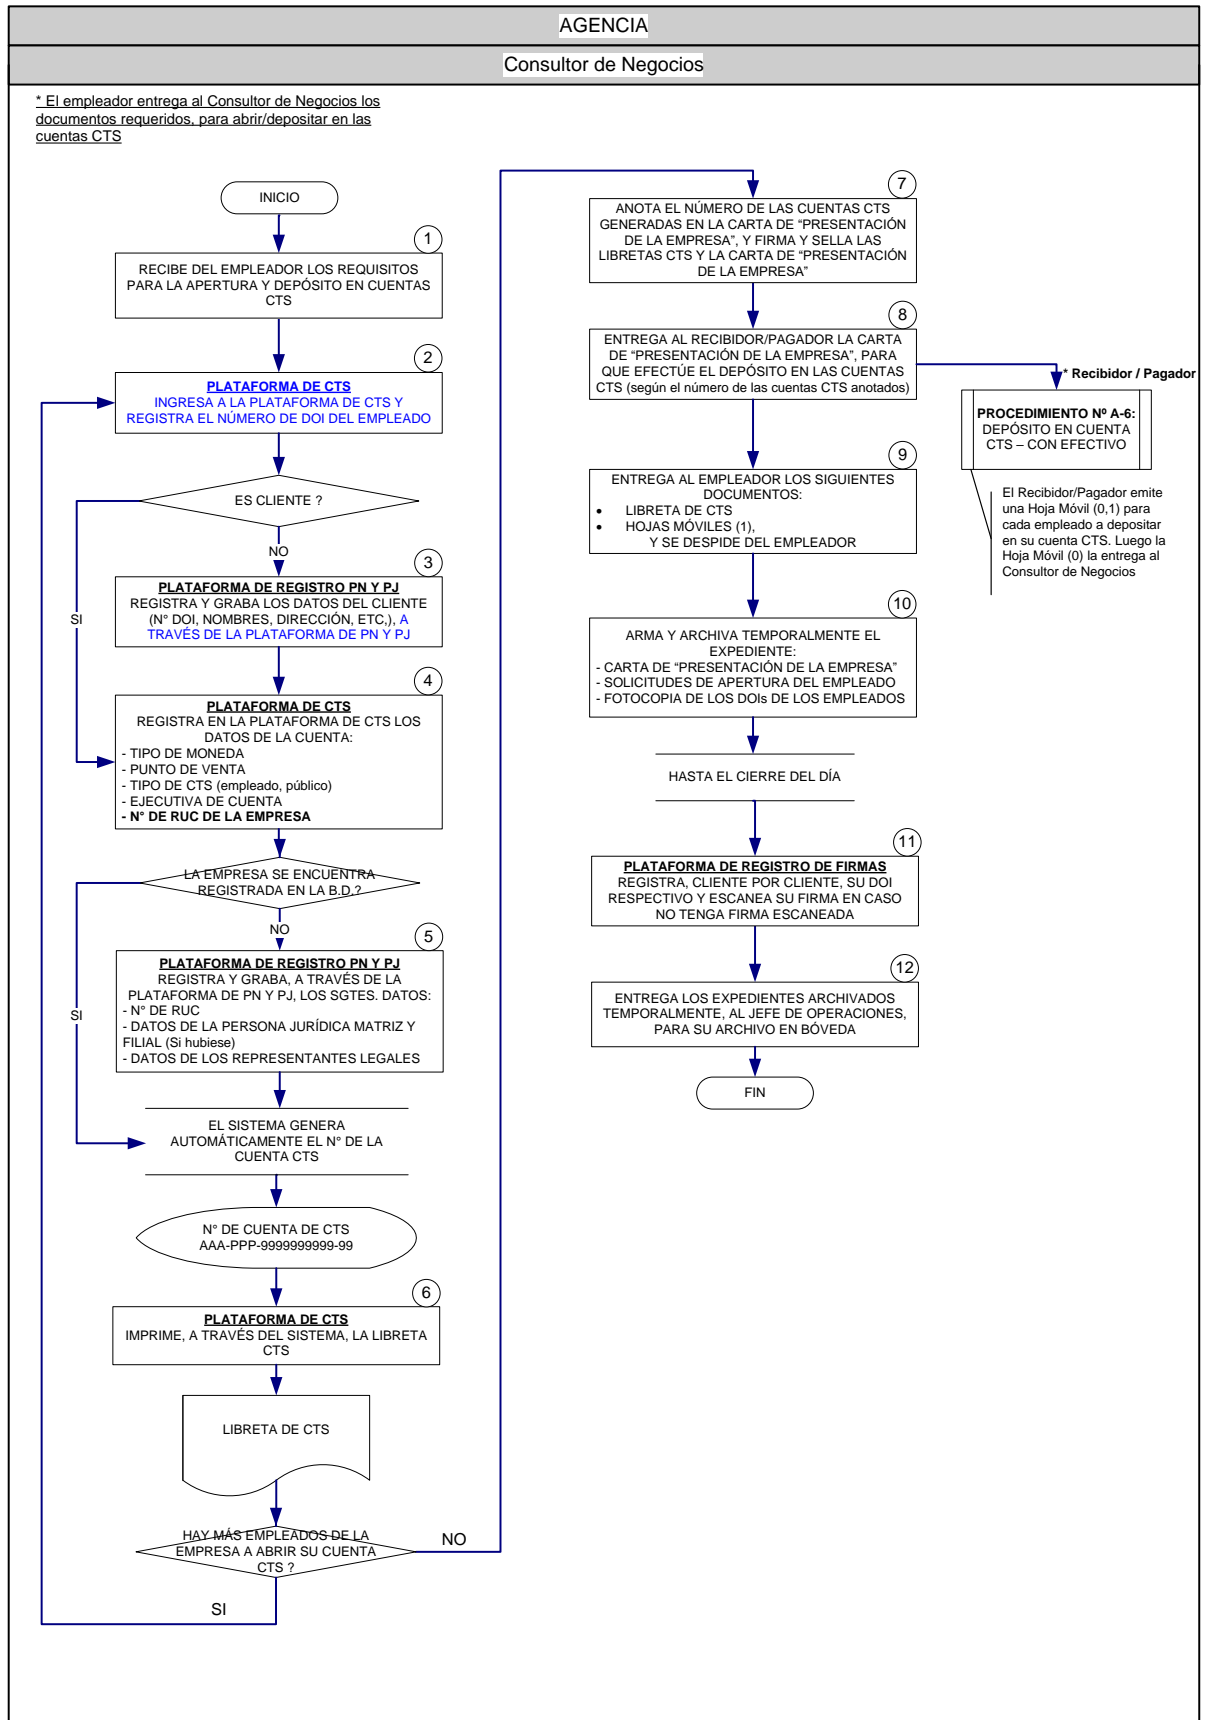 AGENCIA
Consultor de Negocios
* El empleador entrega al Consultor de Negocios los
documentos requeridos, para abrir/depositar en las
cuentas CTS
INICIO
1
RECIBE DEL EMPLEADOR LOS REQUISITOS
PARA LA APERTURA Y DEPÓSITO EN CUENTAS
CTS
2
PLATAFORMA DE CTS
INGRESA A LA PLATAFORMA DE CTS Y
REGISTRA EL NÚMERO DE DOI DEL EMPLEADO
ES CLIENTE ?
NO
SI
3
PLATAFORMA DE REGISTRO PN Y PJ
REGISTRA Y GRABA LOS DATOS DEL CLIENTE
(N° DOI, NOMBRES, DIRECCIÓN, ETC,), A
TRAVÉS DE LA PLATAFORMA DE PN Y PJ
4
PLATAFORMA DE CTS
REGISTRA EN LA PLATAFORMA DE CTS LOS
DATOS DE LA CUENTA:
- TIPO DE MONEDA
- PUNTO DE VENTA
- TIPO DE CTS (empleado, público)
- EJECUTIVA DE CUENTA
- N° DE RUC DE LA EMPRESA
LA EMPRESA SE ENCUENTRA
REGISTRADA EN LA B.D.?
NO
SI
5
PLATAFORMA DE REGISTRO PN Y PJ
REGISTRA Y GRABA, A TRAVÉS DE LA
PLATAFORMA DE PN Y PJ, LOS SGTES. DATOS:
- N° DE RUC
- DATOS DE LA PERSONA JURÍDICA MATRIZ Y
FILIAL (Si hubiese)
- DATOS DE LOS REPRESENTANTES LEGALES
EL SISTEMA GENERA
AUTOMÁTICAMENTE EL N° DE LA
CUENTA CTS
N° DE CUENTA DE CTS
AAA-PPP-9999999999-99
6
PLATAFORMA DE CTS
IMPRIME, A TRAVÉS DEL SISTEMA, LA LIBRETA
CTS
LIBRETA DE CTS
HAY MÁS EMPLEADOS DE LA
EMPRESA A ABRIR SU CUENTA
CTS ?
NO
SI
7
ANOTA EL NÚMERO DE LAS CUENTAS CTS
GENERADAS EN LA CARTA DE “PRESENTACIÓN
DE LA EMPRESA”, Y FIRMA Y SELLA LAS
LIBRETAS CTS Y LA CARTA DE “PRESENTACIÓN
DE LA EMPRESA”
8
ENTREGA AL RECIBIDOR/PAGADOR LA CARTA
DE “PRESENTACIÓN DE LA EMPRESA”, PARA
QUE EFECTÚE EL DEPÓSITO EN LAS CUENTAS
CTS (según el número de las cuentas CTS anotados)
* Recibidor / Pagador
PROCEDIMIENTO Nº A-6:
DEPÓSITO EN CUENTA
CTS – CON EFECTIVO
El Recibidor/Pagador emite
una Hoja Móvil (0,1) para
cada empleado a depositar
en su cuenta CTS. Luego la
Hoja Móvil (0) la entrega al
Consultor de Negocios
9
ENTREGA AL EMPLEADOR LOS SIGUIENTES
DOCUMENTOS:
• LIBRETA DE CTS
• HOJAS MÓVILES (1),
Y SE DESPIDE DEL EMPLEADOR
10
ARMA Y ARCHIVA TEMPORALMENTE EL
EXPEDIENTE:
- CARTA DE “PRESENTACIÓN DE LA EMPRESA”
- SOLICITUDES DE APERTURA DEL EMPLEADO
- FOTOCOPIA DE LOS DOIs DE LOS EMPLEADOS
HASTA EL CIERRE DEL DÍA
11
PLATAFORMA DE REGISTRO DE FIRMAS
REGISTRA, CLIENTE POR CLIENTE, SU DOI
RESPECTIVO Y ESCANEA SU FIRMA EN CASO
NO TENGA FIRMA ESCANEADA
12
ENTREGA LOS EXPEDIENTES ARCHIVADOS
TEMPORALMENTE, AL JEFE DE OPERACIONES,
PARA SU ARCHIVO EN BÓVEDA
FIN